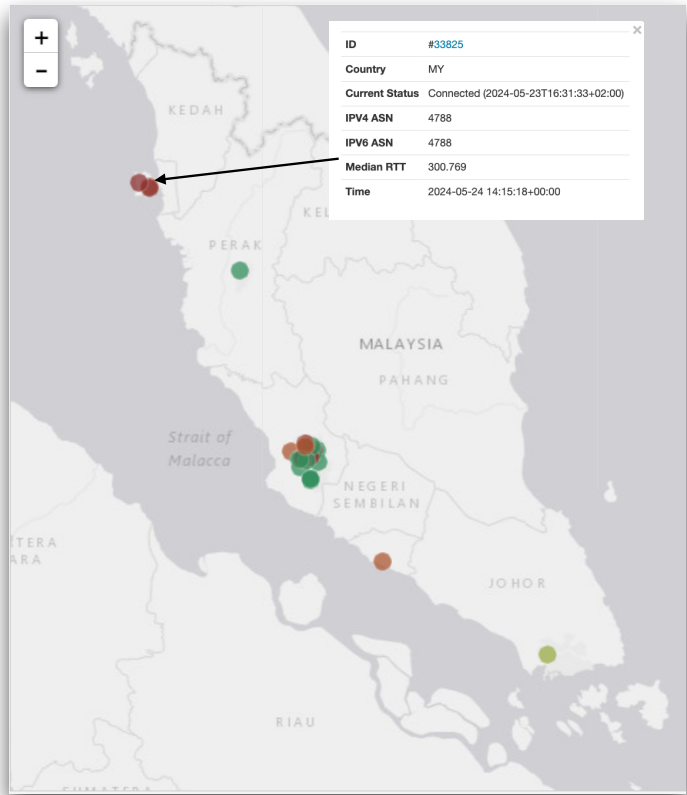 +
−
×
ID #33825
Country MY
Current Status Connected (2024-05-23T16:31:33+02:00)
IPV4 ASN 4788
IPV6 ASN 4788
Median RTT 300.769
Time 2024-05-24 14:15:18+00:00
KEDAH
KEL
PERAK
MALAYSIA
PAHANG
Strait of
Malacca
NEGERI
SEMBILAN
TERA
ARA
JOHOR
RIAU
SUMATERA